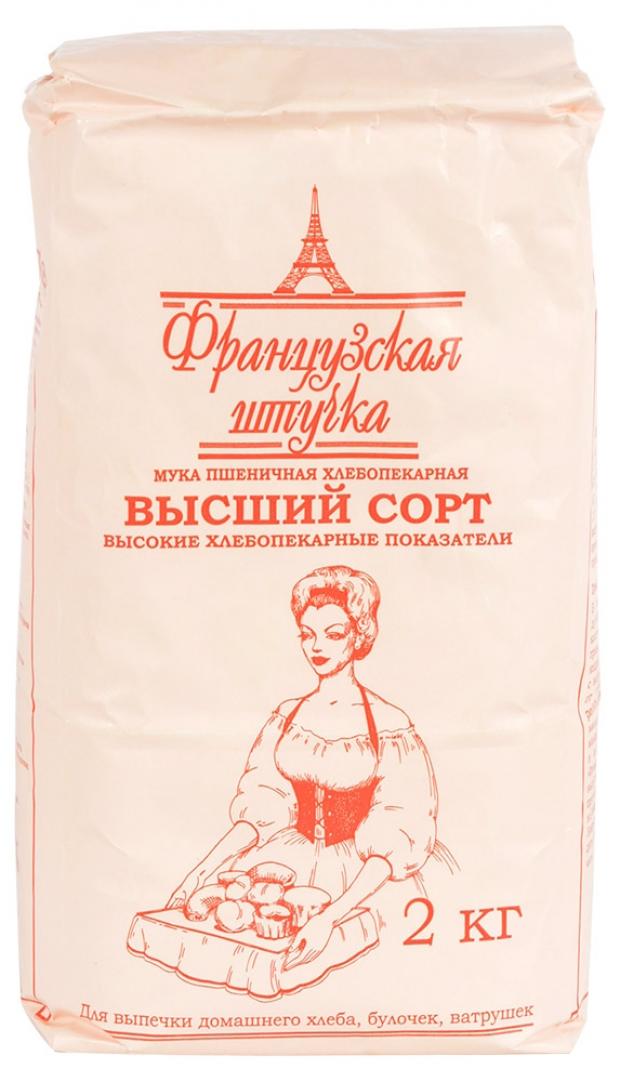 Французская
штучка
МУКА ПШЕНИЧНАЯ ХЛЕБОПЕКАРНАЯ
ВЫСШИЙ СОРТ
ВЫСОКИЕ ХЛЕБОПЕКАРНЫЕ ПОКАЗАТЕЛИ
2 кг
Для выпечки домашнего хлеба, булочек, ватрушек